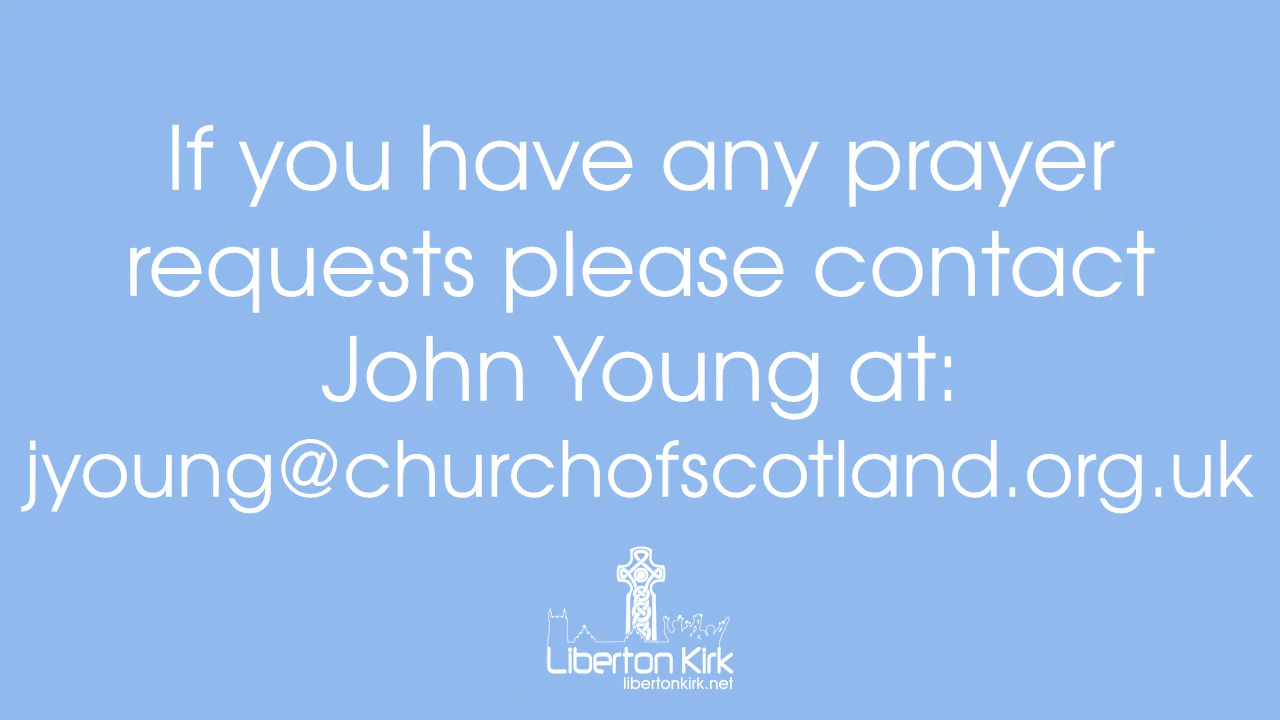 If you have any prayer
requests please contact
John Young at:
jyoung@churchofscotland.org.uk
Liberton Kirk
libertonkirk.net